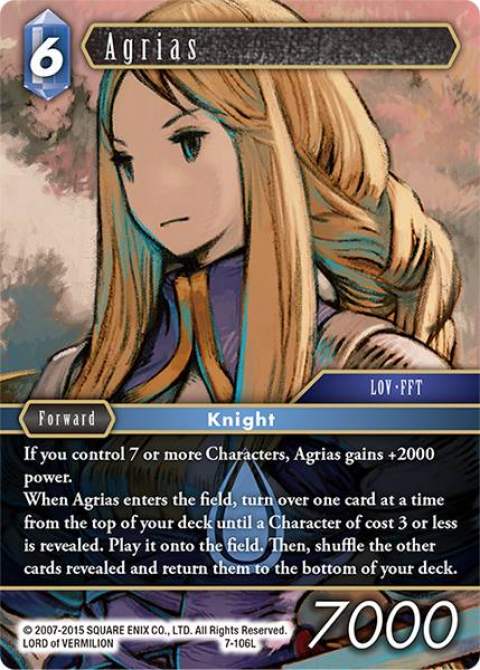 6
Agrias
LOV·FFT
Forward
Knight
If you control 7 or more Characters, Agrias gains +2000
power.
When Agrias enters the field, turn over one card at a time
from the top of your deck until a Character of cost 3 or less
is revealed. Play it onto the field. Then, shuffle the other
cards revealed and return them to the bottom of your deck.
© 2007-2015 SQUARE ENIX CO., LTD. All Rights Reserved.
LORD of VERMILION
7-106L
7000